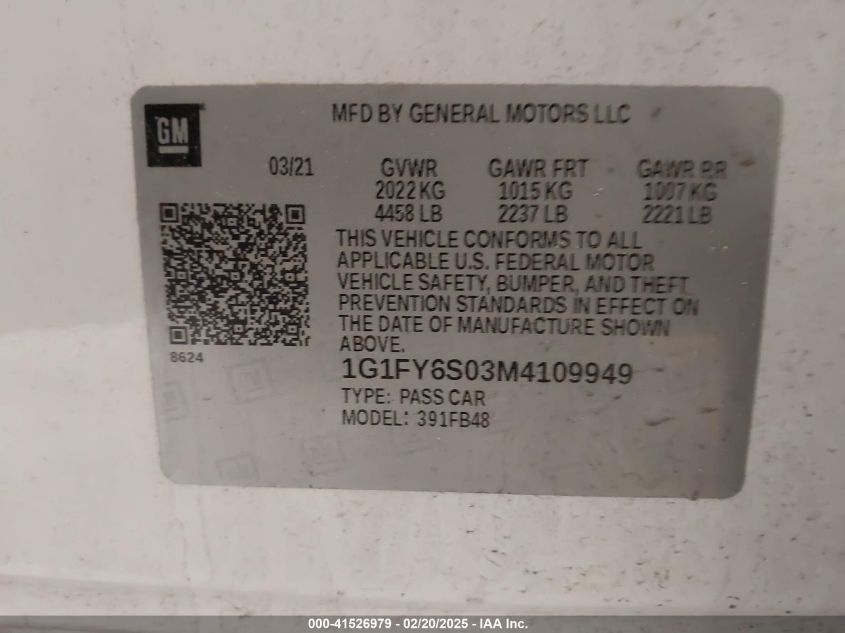 MFD BY GENERAL MOTORS LLC
GM
03/21 GVWR GAWR FRT GAWR RR
2022 KG 1015 KG 1007 KG
4458 LB 2237 LB 2221 LB
THIS VEHICLE CONFORMS TO ALL
APPLICABLE U.S. FEDERAL MOTOR
VEHICLE SAFETY, BUMPER, AND THEFT
PREVENTION STANDARDS IN EFFECT ON
THE DATE OF MANUFACTURE SHOWN
ABOVE.
8624
1G1FY6S03M4109949
TYPE: PASS CAR
MODEL: 391FB48
000-41526979 - 02/20/2025 - IAA Inc.